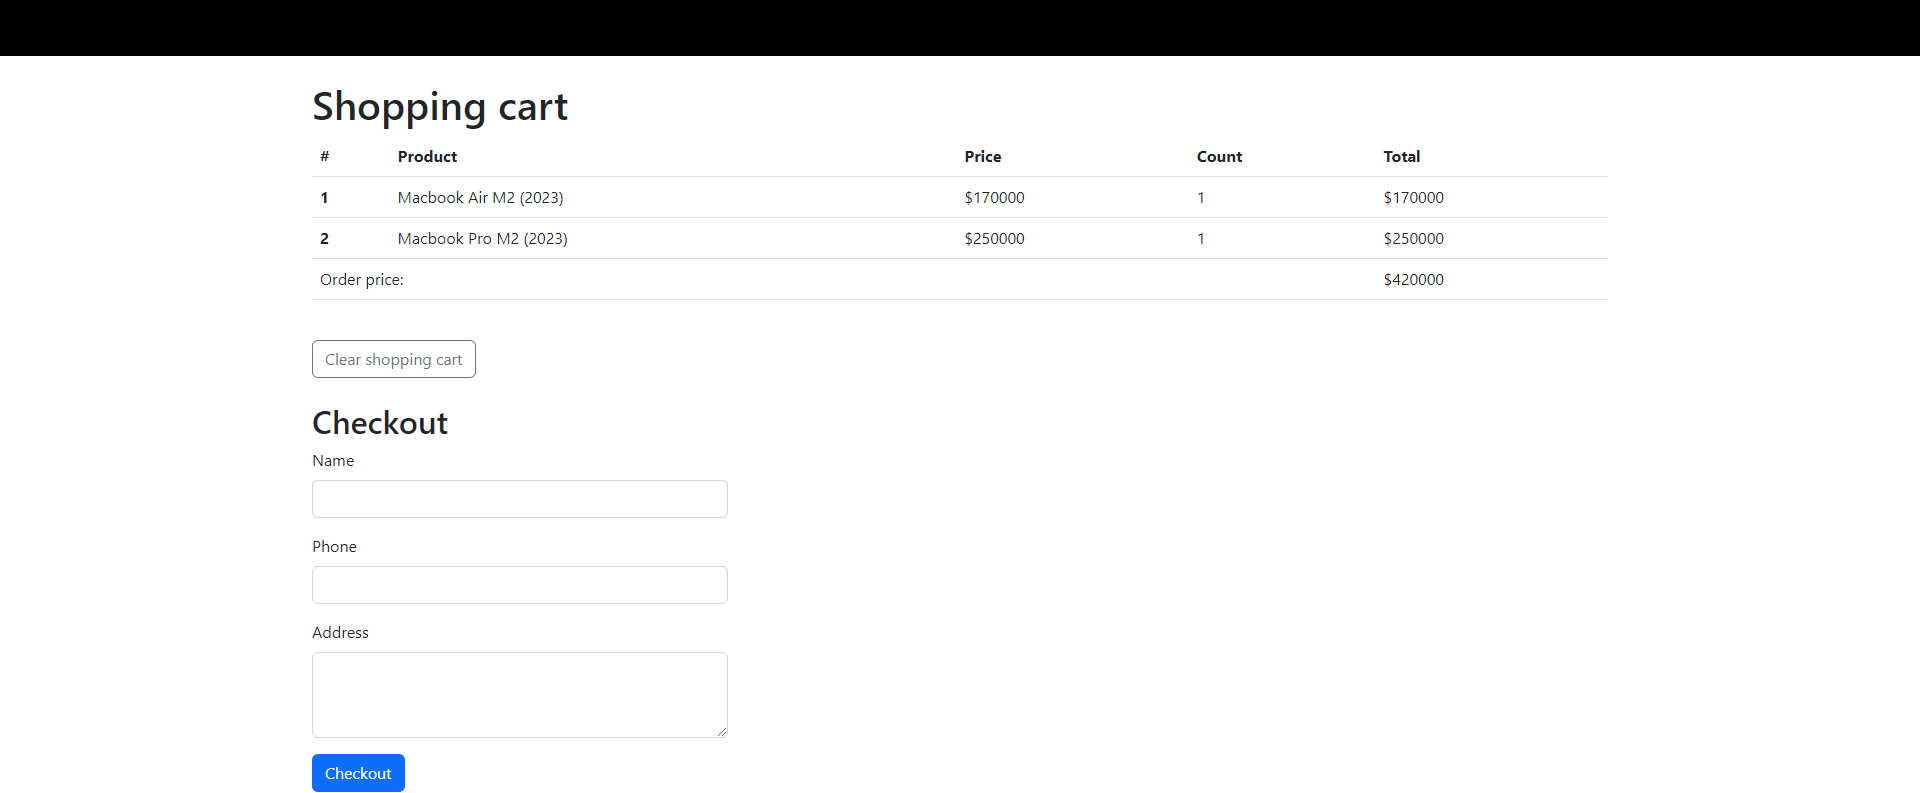 Shopping cart
# Product Price Count Total
1 Macbook Air M2 (2023) $170000 1 $170000
2 Macbook Pro M2 (2023) $250000 1 $250000
Order price: $420000
Clear shopping cart
Checkout
Name
Phone
Address
Checkout